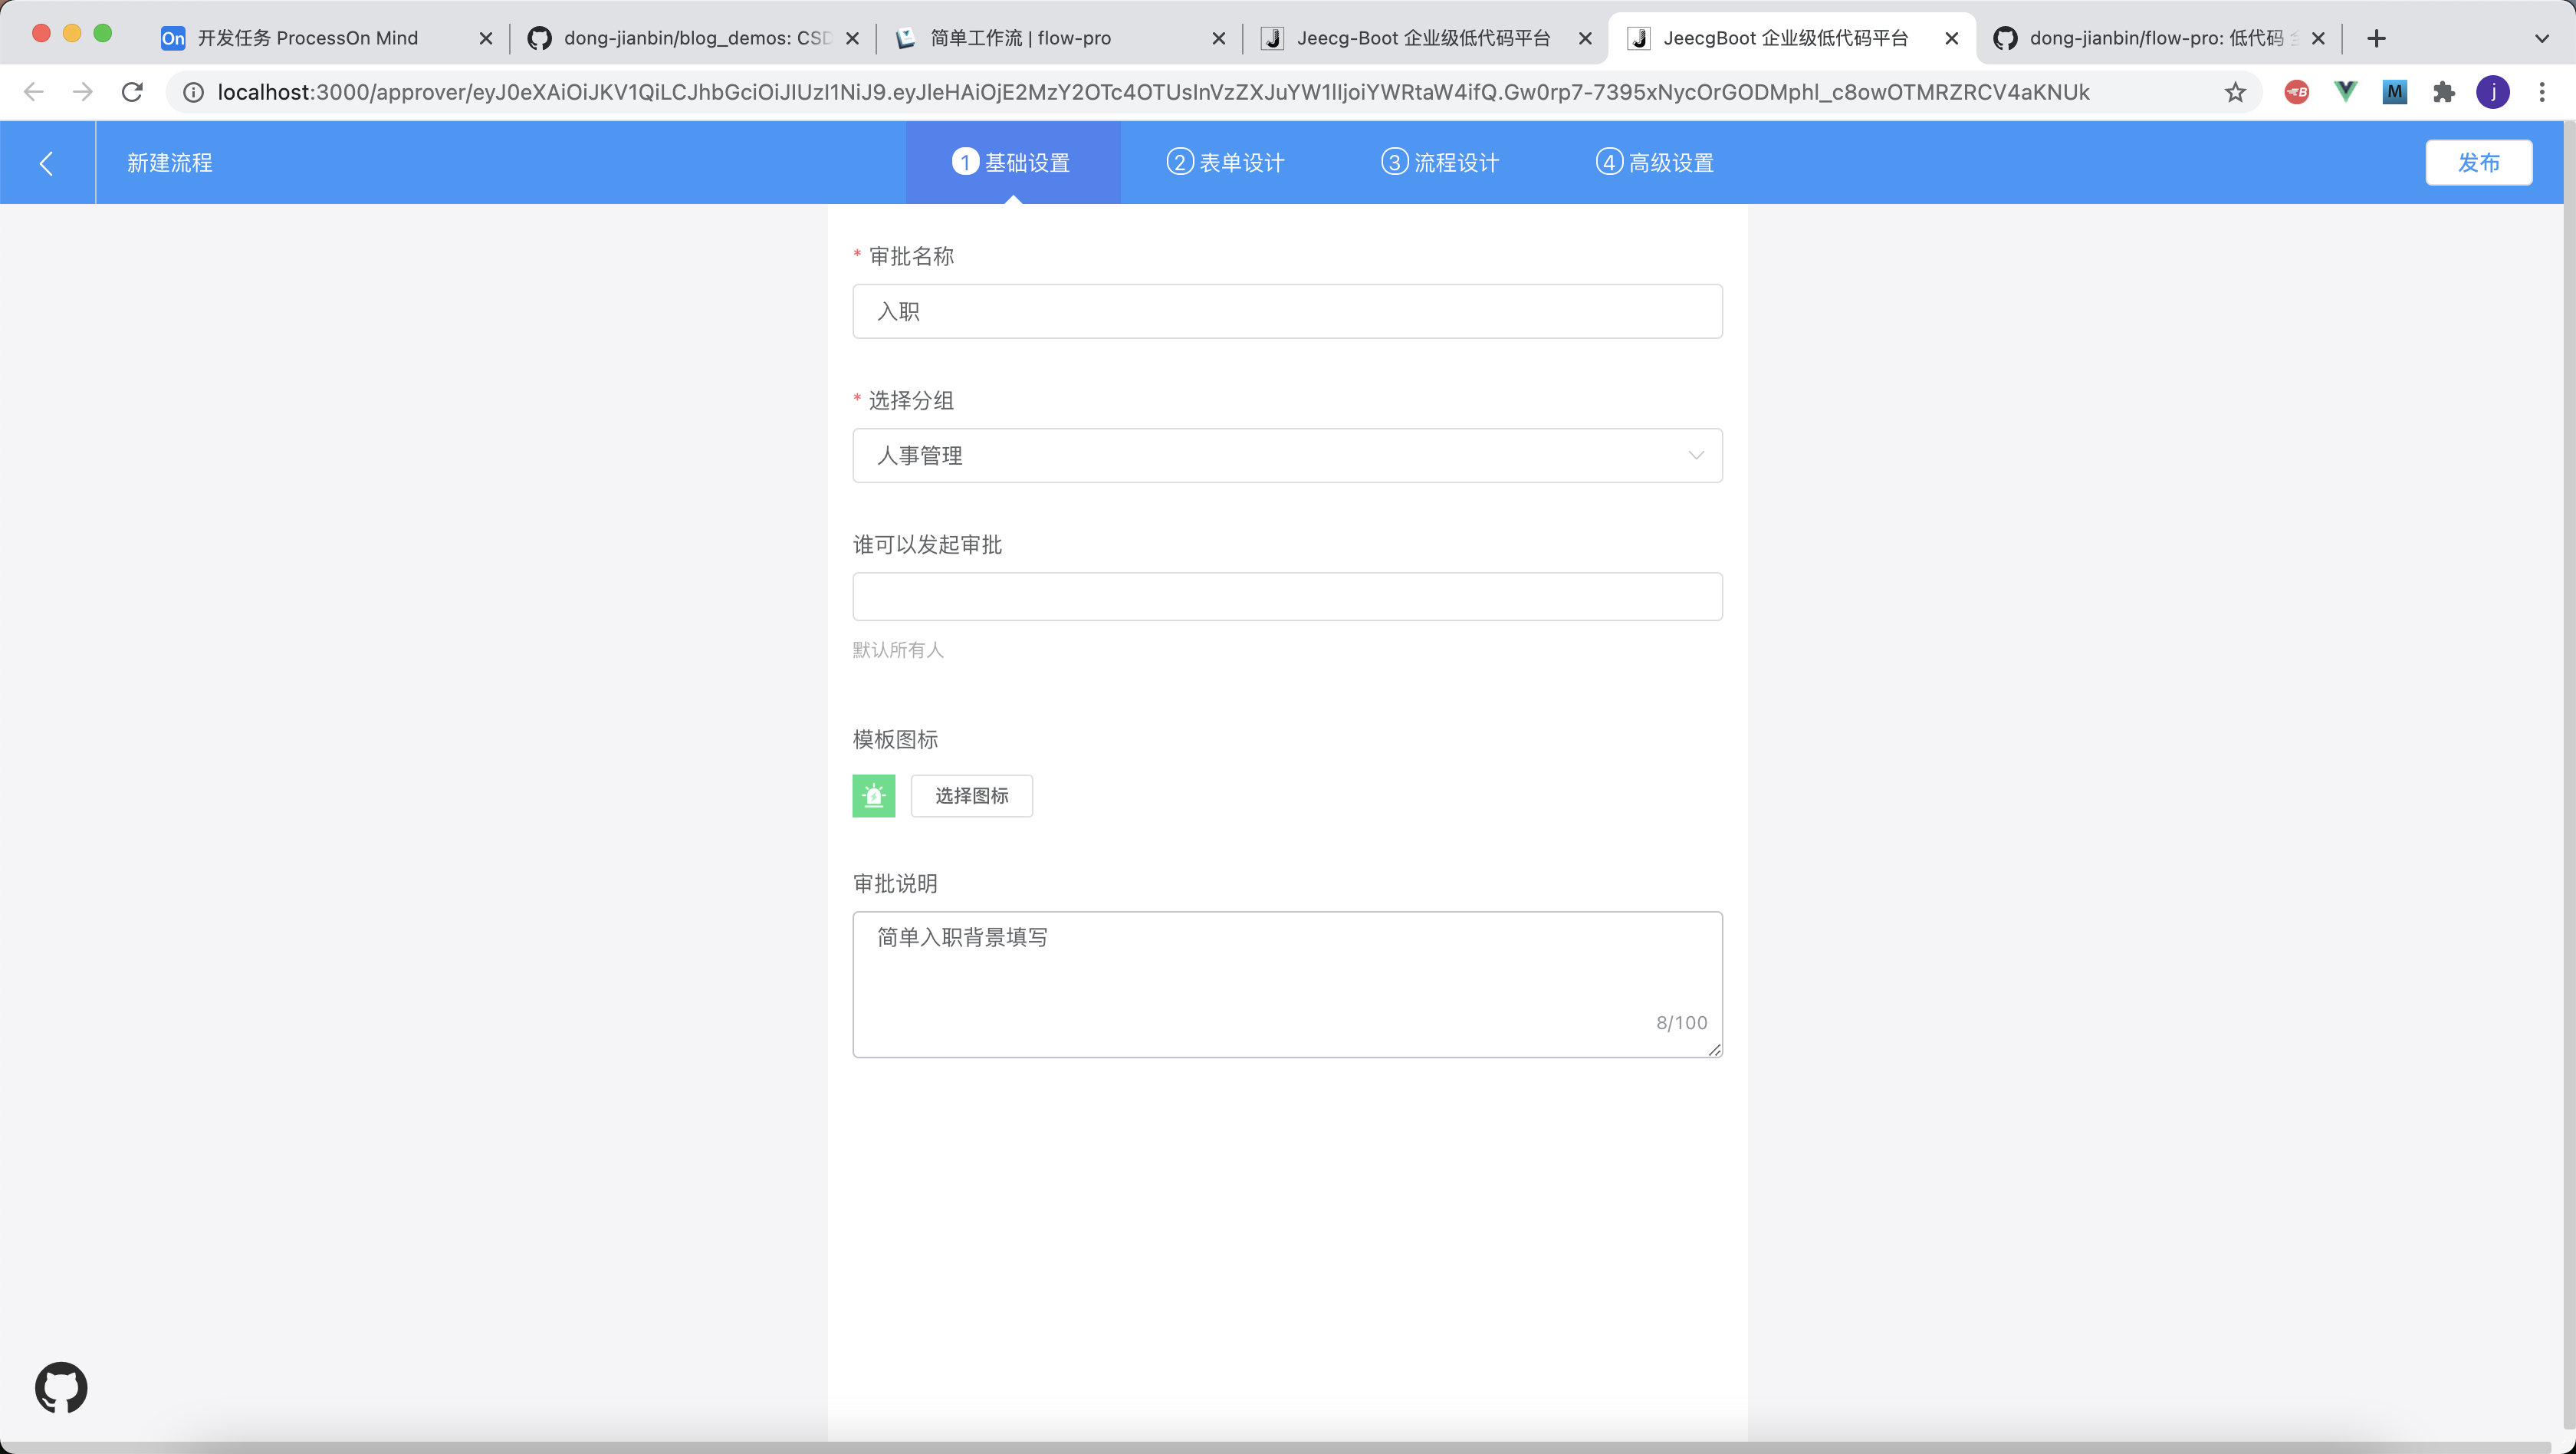 On 开发任务 ProcessOn Mind
dong-jianbin/blog_demos: CSD
简单工作流 | flow-pro
Jeecg-Boot 企业级低代码平台
JeecgBoot 企业级低代码平台
dong-jianbin/flow-pro: 低代码
localhost:3000/approver/eyJ0eXAiOiJKV1QiLCJhbGciOiJIUzI1NiJ9.eyJleHAiOjE2MzY2OTc4OTUsInVzZXJuYW1lIjoiYWRtaW4ifQ.Gw0rp7-7395xNycOrGODMphl_c8owOTMRZRCV4aKNUk
B
M
j
新建流程
1 基础设置
2 表单设计
3 流程设计
4 高级设置
发布
* 审批名称
入职
* 选择分组
人事管理
谁可以发起审批
默认所有人
模板图标
选择图标
审批说明
简单入职背景填写
8/100